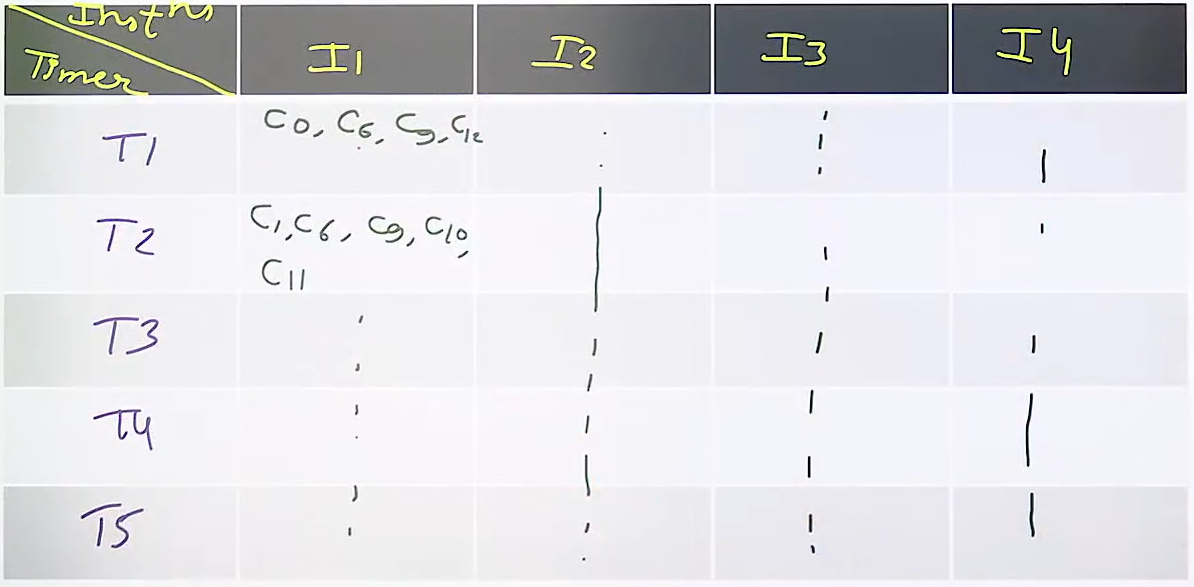 Instns
Timer
I1
I2
I3
I4
T1
C0, C6, C9, C12
T2
C1, C6, C9, C10,
C11
T3
T4
T5